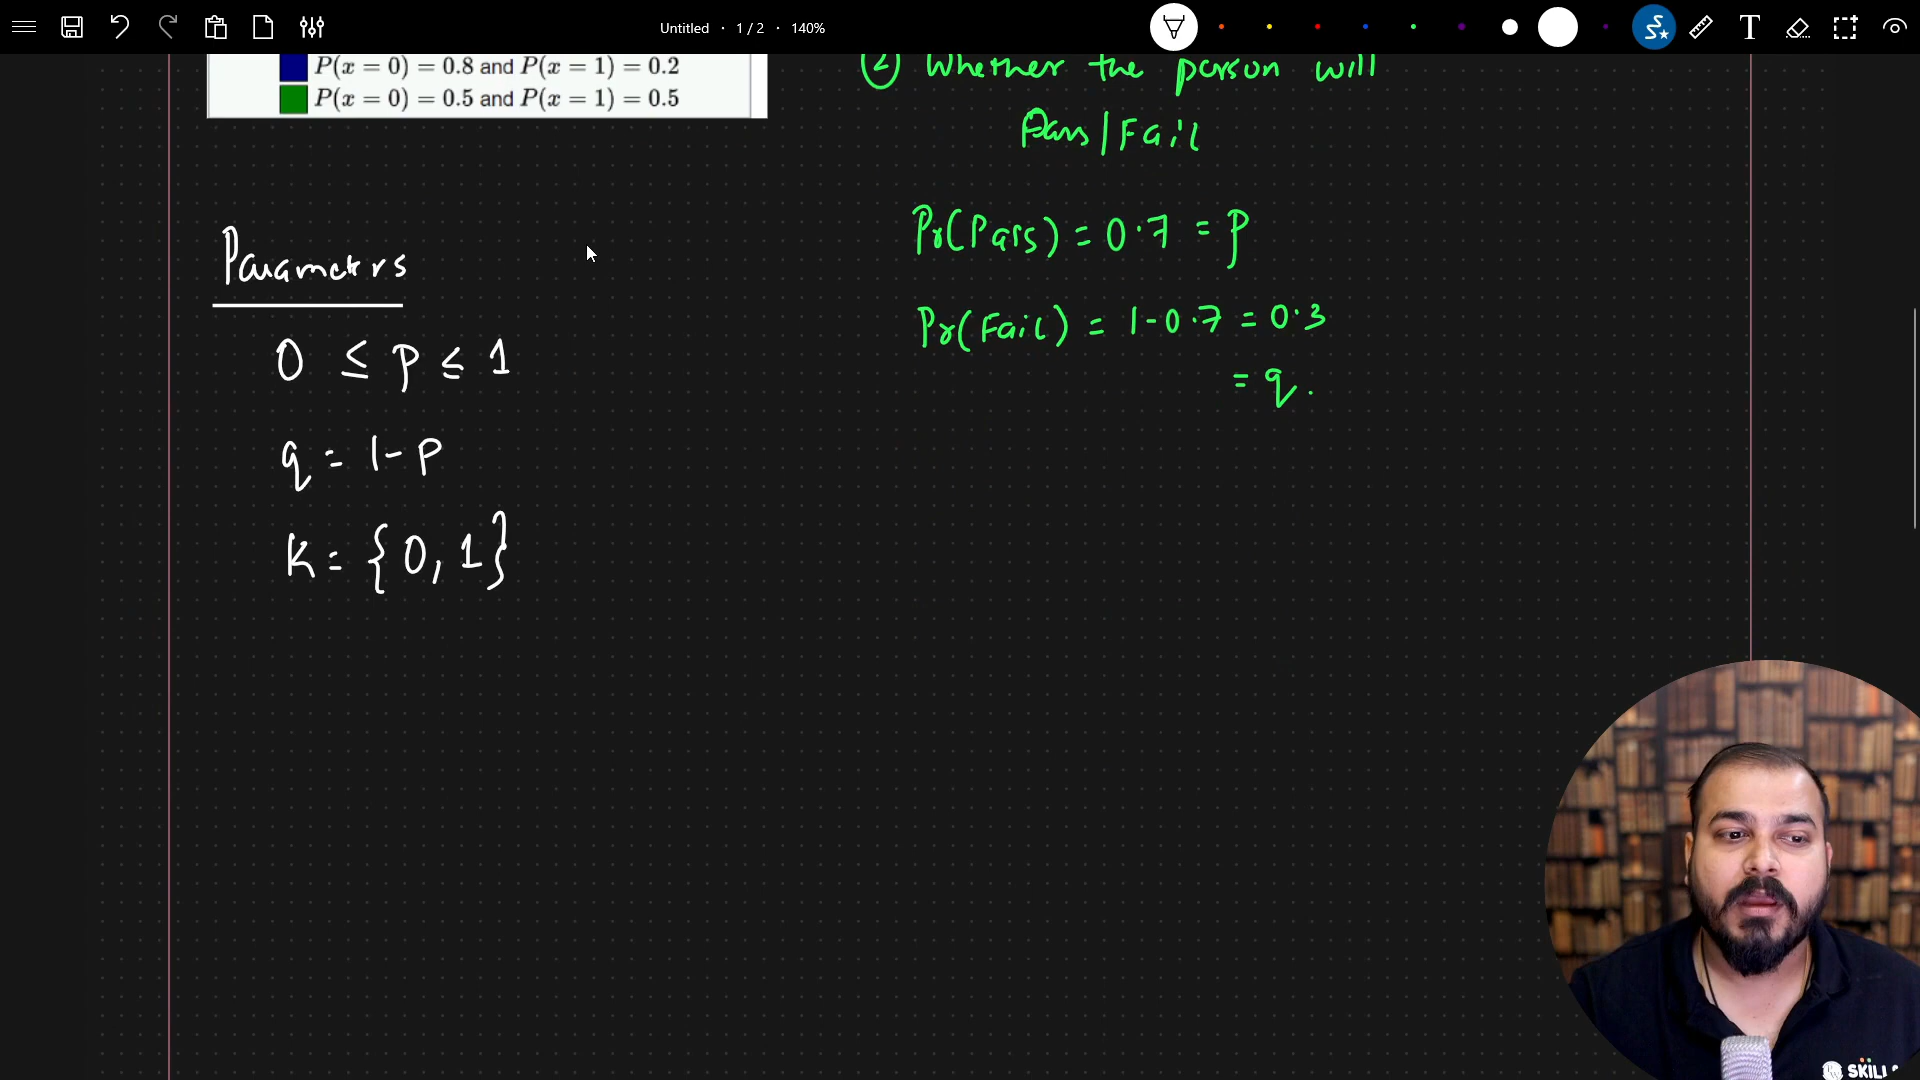 Untitled · 1 / 2 · 140%
P(x = 0) = 0.8 and P(x = 1) = 0.2
P(x = 0) = 0.5 and P(x = 1) = 0.5
② Whether the person will
Pass/Fail
Pr(Pass) = 0.7 = p
Pr(Fail) = 1-0.7 = 0.3
= q.
Parameters
0 ≤ p ≤ 1
q = 1-p
K = {0, 1}